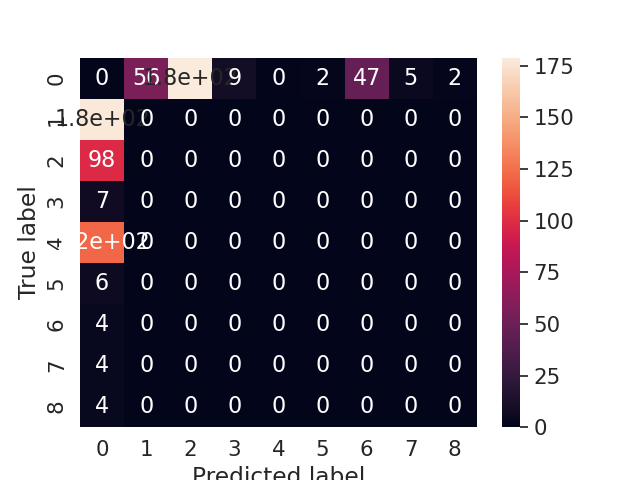 0 0 56 1.8e+02 9 0 2 47 5 2
1 1.8e+02 0 0 0 0 0 0 0 0
2 98 0 0 0 0 0 0 0 0
3 7 0 0 0 0 0 0 0 0
4 2e+02 0 0 0 0 0 0 0 0
5 6 0 0 0 0 0 0 0 0
6 4 0 0 0 0 0 0 0 0
7 4 0 0 0 0 0 0 0 0
8 4 0 0 0 0 0 0 0 0
0 1 2 3 4 5 6 7 8
True label
Predicted label
175
150
125
100
75
50
25
0